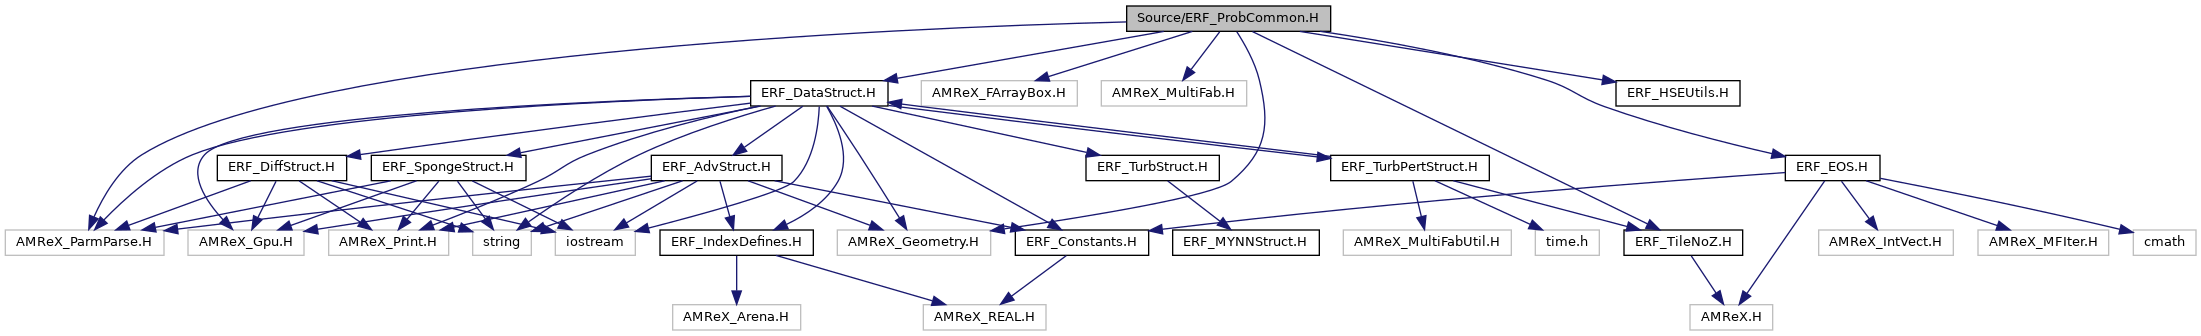 Source/ERF_ProbCommon.H
ERF_DataStruct.H
AMReX_FArrayBox.H
AMReX_MultiFab.H
ERF_HSEUtils.H
ERF_DiffStruct.H
ERF_SpongeStruct.H
ERF_AdvStruct.H
ERF_TurbStruct.H
ERF_TurbPertStruct.H
ERF_EOS.H
AMReX_ParmParse.H
AMReX_Gpu.H
AMReX_Print.H
string
iostream
ERF_IndexDefines.H
AMReX_Geometry.H
ERF_Constants.H
ERF_MYNNStruct.H
AMReX_MultiFabUtil.H
time.h
ERF_TileNoZ.H
AMReX_IntVect.H
AMReX_MFIter.H
cmath
AMReX_Arena.H
AMReX_REAL.H
AMReX.H